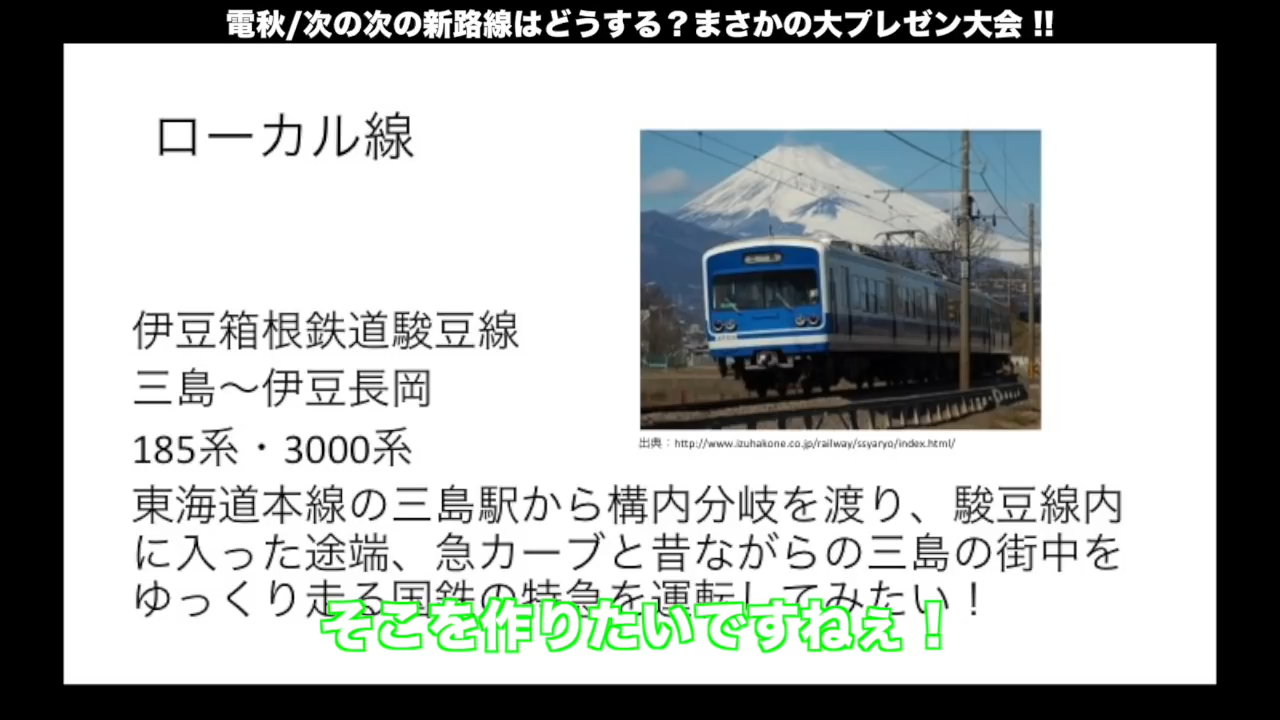 電秋/次の次の新路線はどうする？まさかの大プレゼン大会 !!
ローカル線
伊豆箱根鉄道駿豆線
三島～伊豆長岡
185系・3000系
出典：http://www.izuhakone.co.jp/railway/ssyaryo/index.html/
東海道本線の三島駅から構内分岐を渡り、駿豆線内
に入った途端、急カーブと昔ながらの三島の街中を
ゆっくり走る国鉄の特急を運転してみたい！
そこを作りたいですねぇ！